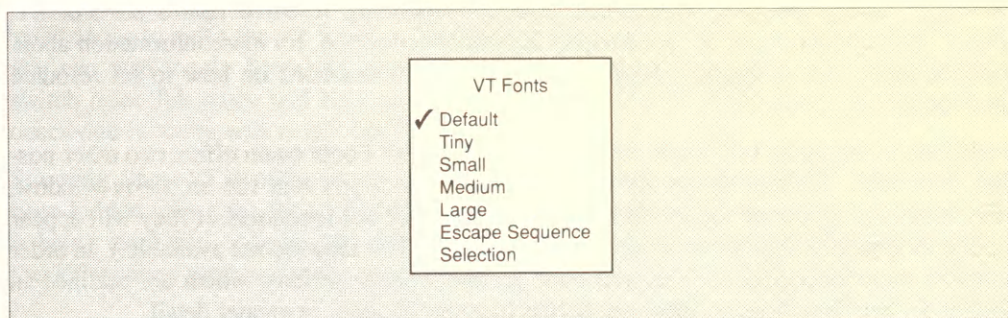 VT Fonts
✓ Default
Tiny
Small
Medium
Large
Escape Sequence
Selection